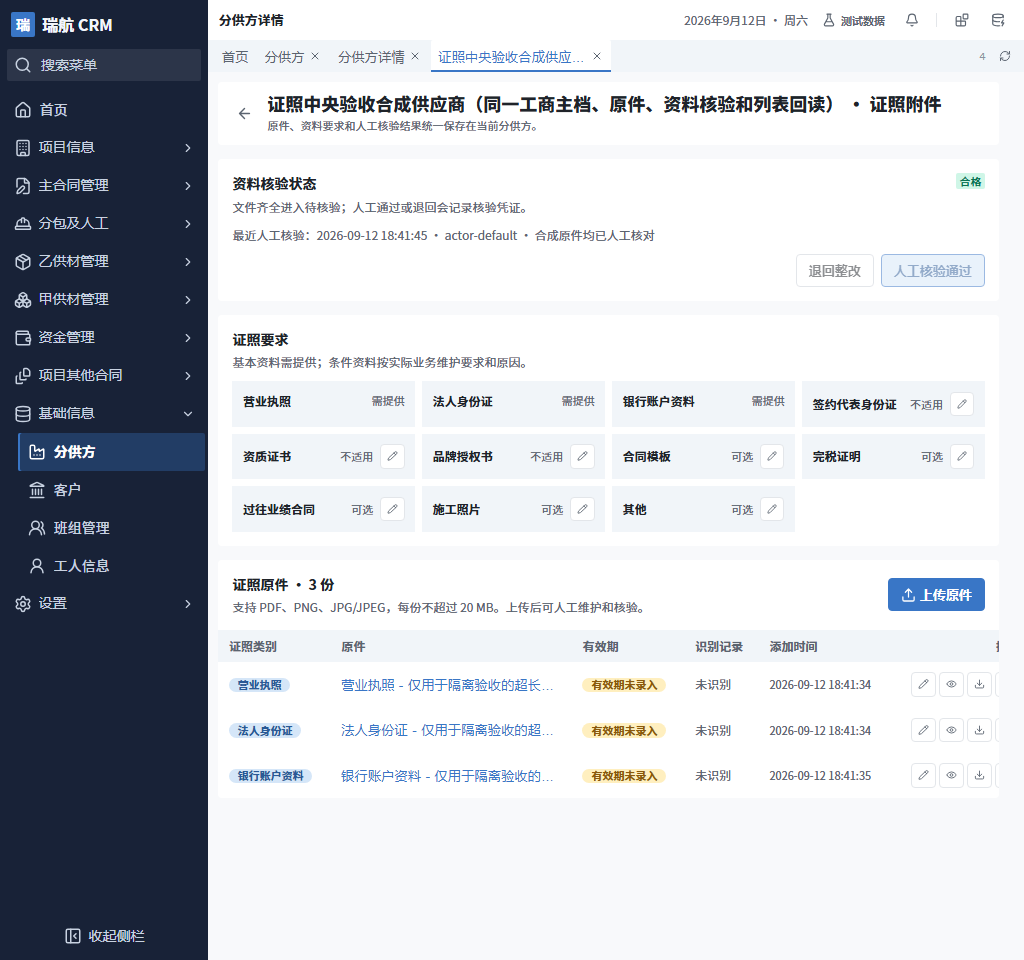 瑞 瑞航 CRM
搜索菜单
首页
项目信息
主合同管理
分包及人工
乙供材管理
甲供材管理
资金管理
项目其他合同
基础信息
分供方
客户
班组管理
工人信息
设置
收起侧栏
分供方详情
2026年9月12日 • 周六 测试数据
首页 分供方 × 分供方详情 × 证照中央验收合成供应… × 4
证照中央验收合成供应商（同一工商主档、原件、资料核验和列表回读） • 证照附件
原件、资料要求和人工核验结果统一保存在当前分供方。
资料核验状态 合格
文件齐全进入待核验；人工通过或退回会记录核验凭证。
最近人工核验：2026-09-12 18:41:45 • actor-default • 合成原件均已人工核对
退回整改 人工核验通过
证照要求
基本资料需提供；条件资料按实际业务维护要求和原因。
营业执照 需提供 法人身份证 需提供 银行账户资料 需提供 签约代表身份证 不适用
资质证书 不适用 品牌授权书 不适用 合同模板 可选 完税证明 可选
过往业绩合同 可选 施工照片 可选 其他 可选
证照原件 • 3 份
支持 PDF、PNG、JPG/JPEG，每份不超过 20 MB。上传后可人工维护和核验。
上传原件
证照类别 原件 有效期 识别记录 添加时间
营业执照 营业执照 - 仅用于隔离验收的超长… 有效期未录入 未识别 2026-09-12 18:41:34
法人身份证 法人身份证 - 仅用于隔离验收的超… 有效期未录入 未识别 2026-09-12 18:41:34
银行账户资料 银行账户资料 - 仅用于隔离验收的… 有效期未录入 未识别 2026-09-12 18:41:35